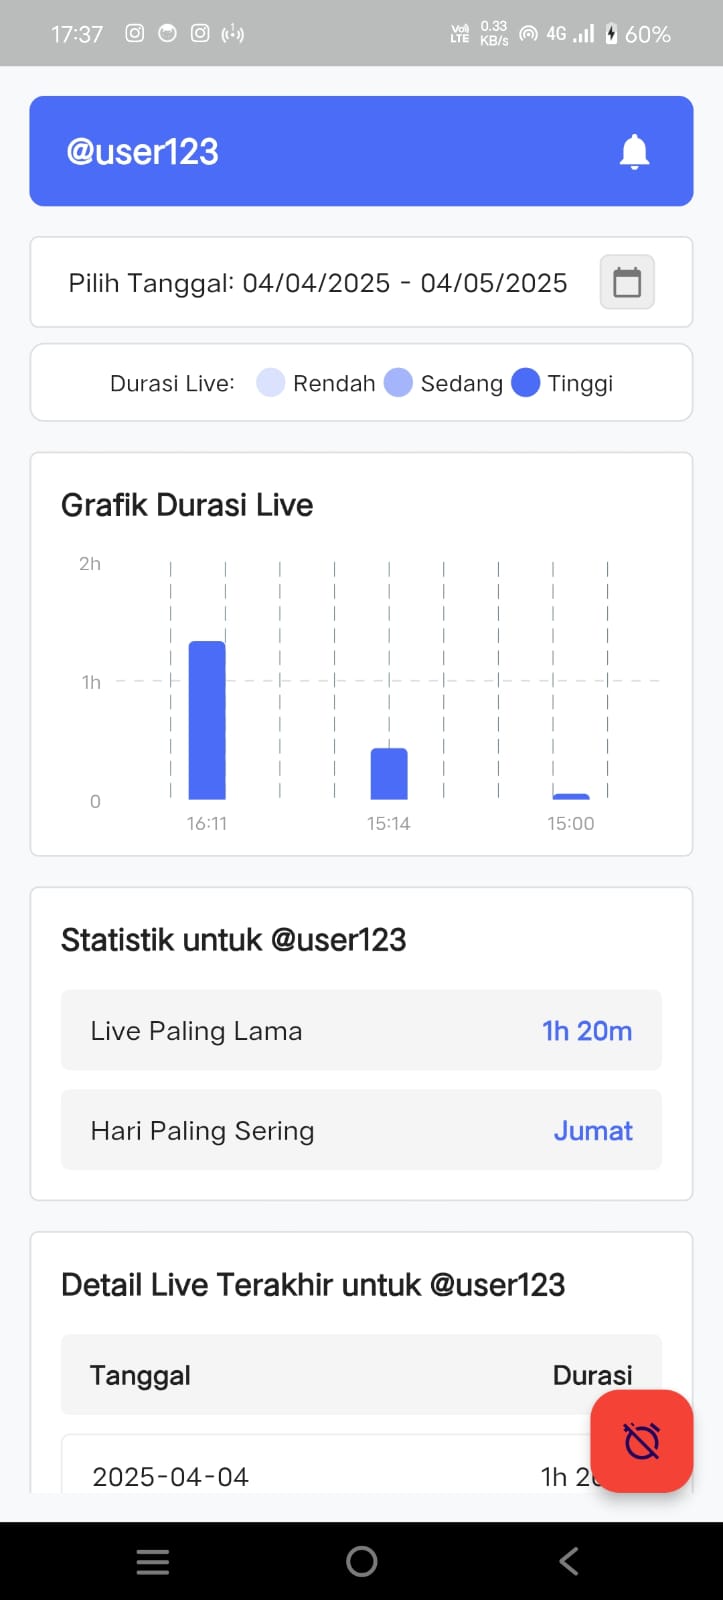 17:37 Vo) LTE 0.33 KB/s 4G 60%
@user123
Pilih Tanggal: 04/04/2025 - 04/05/2025
Durasi Live: Rendah Sedang Tinggi
Grafik Durasi Live
2h
1h
0
16:11 15:14 15:00
Statistik untuk @user123
Live Paling Lama 1h 20m
Hari Paling Sering Jumat
Detail Live Terakhir untuk @user123
Tanggal Durasi
2025-04-04 1h